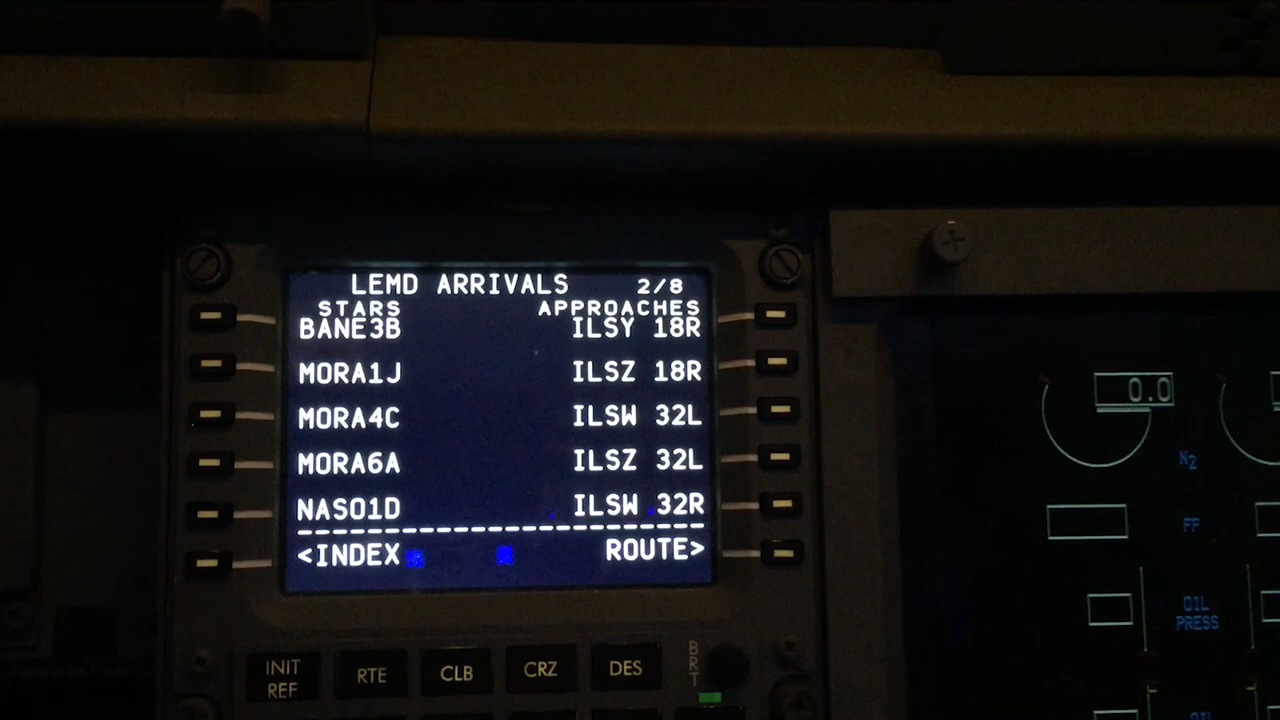 LEMD ARRIVALS 2/8
STARS APPROACHES
BANE3B ILSY 18R
MORA1J ILSZ 18R
MORA4C ILSW 32L
MORA6A ILSZ 32L
NASO1D ILSW 32R
<INDEX ROUTE>
INIT REF RTE CLB CRZ DES BRT
0.0
N2
FF
OIL
PRESS
OIL